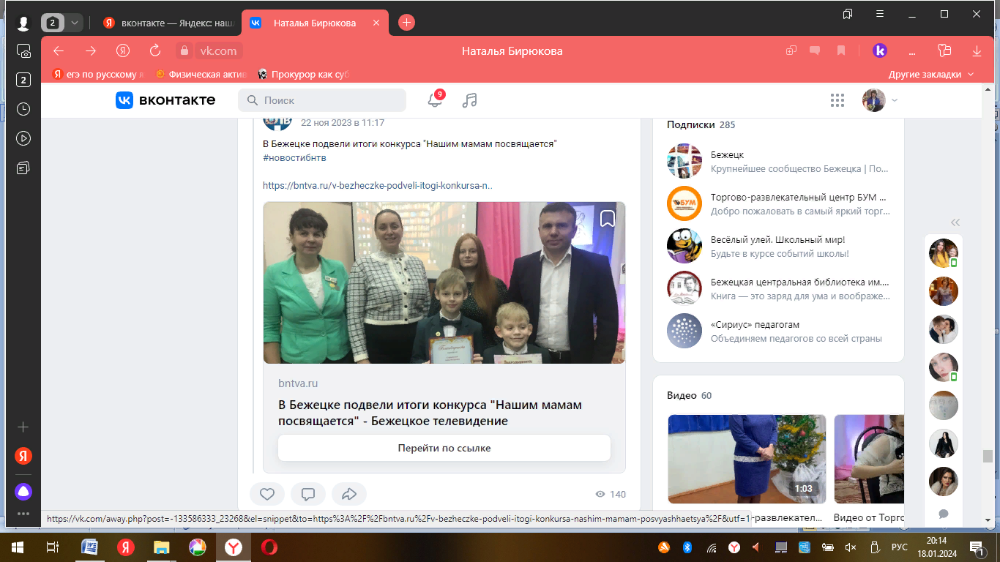 2
вконтакте — Яндекс: наш
Наталья Бирюкова
vk.com
Наталья Бирюкова
2
егэ по русскому я
Физическая актив
Прокурор как суб
Другие закладки
вконтакте
Поиск
9
22 ноя 2023 в 11:17
В Бежецке подвели итоги конкурса "Нашим мамам посвящается"
#новостибнтв
https://bntva.ru/v-bezheczke-podveli-itogi-konkursa-n..
Благодарность
Благодарность
bntva.ru
В Бежецке подвели итоги конкурса "Нашим мамам
посвящается" - Бежецкое телевидение
Перейти по ссылке
140
Подписки 285
Бежецк
Крупнейшее сообщество Бежецка | По...
Торгово-развлекательный центр БУМ ...
Добро пожаловать в самый яркий торг...
БУМ
Весёлый улей. Школьный мир!
Будьте в курсе событий школы!
Бежецкая центральная библиотека им....
Книга — это заряд для ума и воображе...
«Сириус» педагогам
Объединяем педагогов со всей страны
Видео 60
1:03
-развлекател...
Видео от Торго
https://vk.com/away.php?post=-133586333_23268&el=snippet&to=https%3A%2F%2Fbntva.ru%2Fv-bezheczke-podveli-itogi-konkursa-nashim-mamam-posvyashhaetsya%2F&utf=1
РУС
20:14
18.01.2024
1